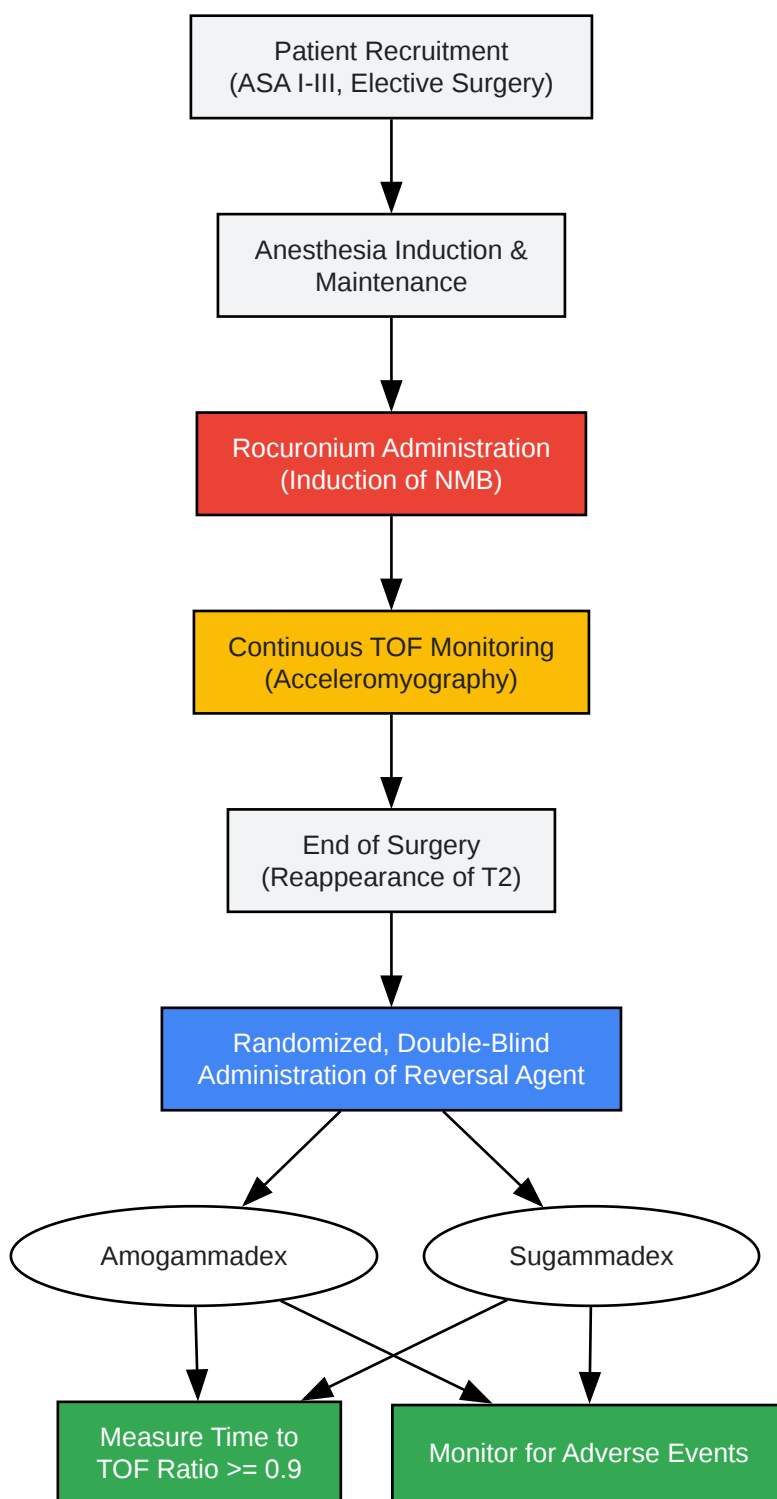 Patient Recruitment
(ASA I-III, Elective Surgery)
Anesthesia Induction &
Maintenance
Rocuronium Administration
(Induction of NMB)
Continuous TOF Monitoring
(Acceleromyography)
End of Surgery
(Reappearance of T2)
Randomized, Double-Blind
Administration of Reversal Agent
Amogammadex
Sugammadex
Measure Time to
TOF Ratio >= 0.9
Monitor for Adverse Events